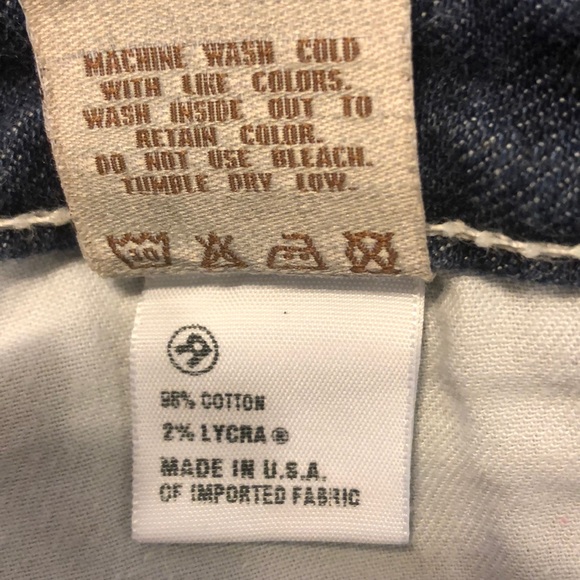 MACHINE WASH COLD
WITH LIKE COLORS.
WASH INSIDE OUT TO
RETAIN COLOR.
DO NOT USE BLEACH.
TUMBLE DRY LOW.
30
98% COTTON
2% LYCRA ®
MADE IN U.S.A.
OF IMPORTED FABRIC